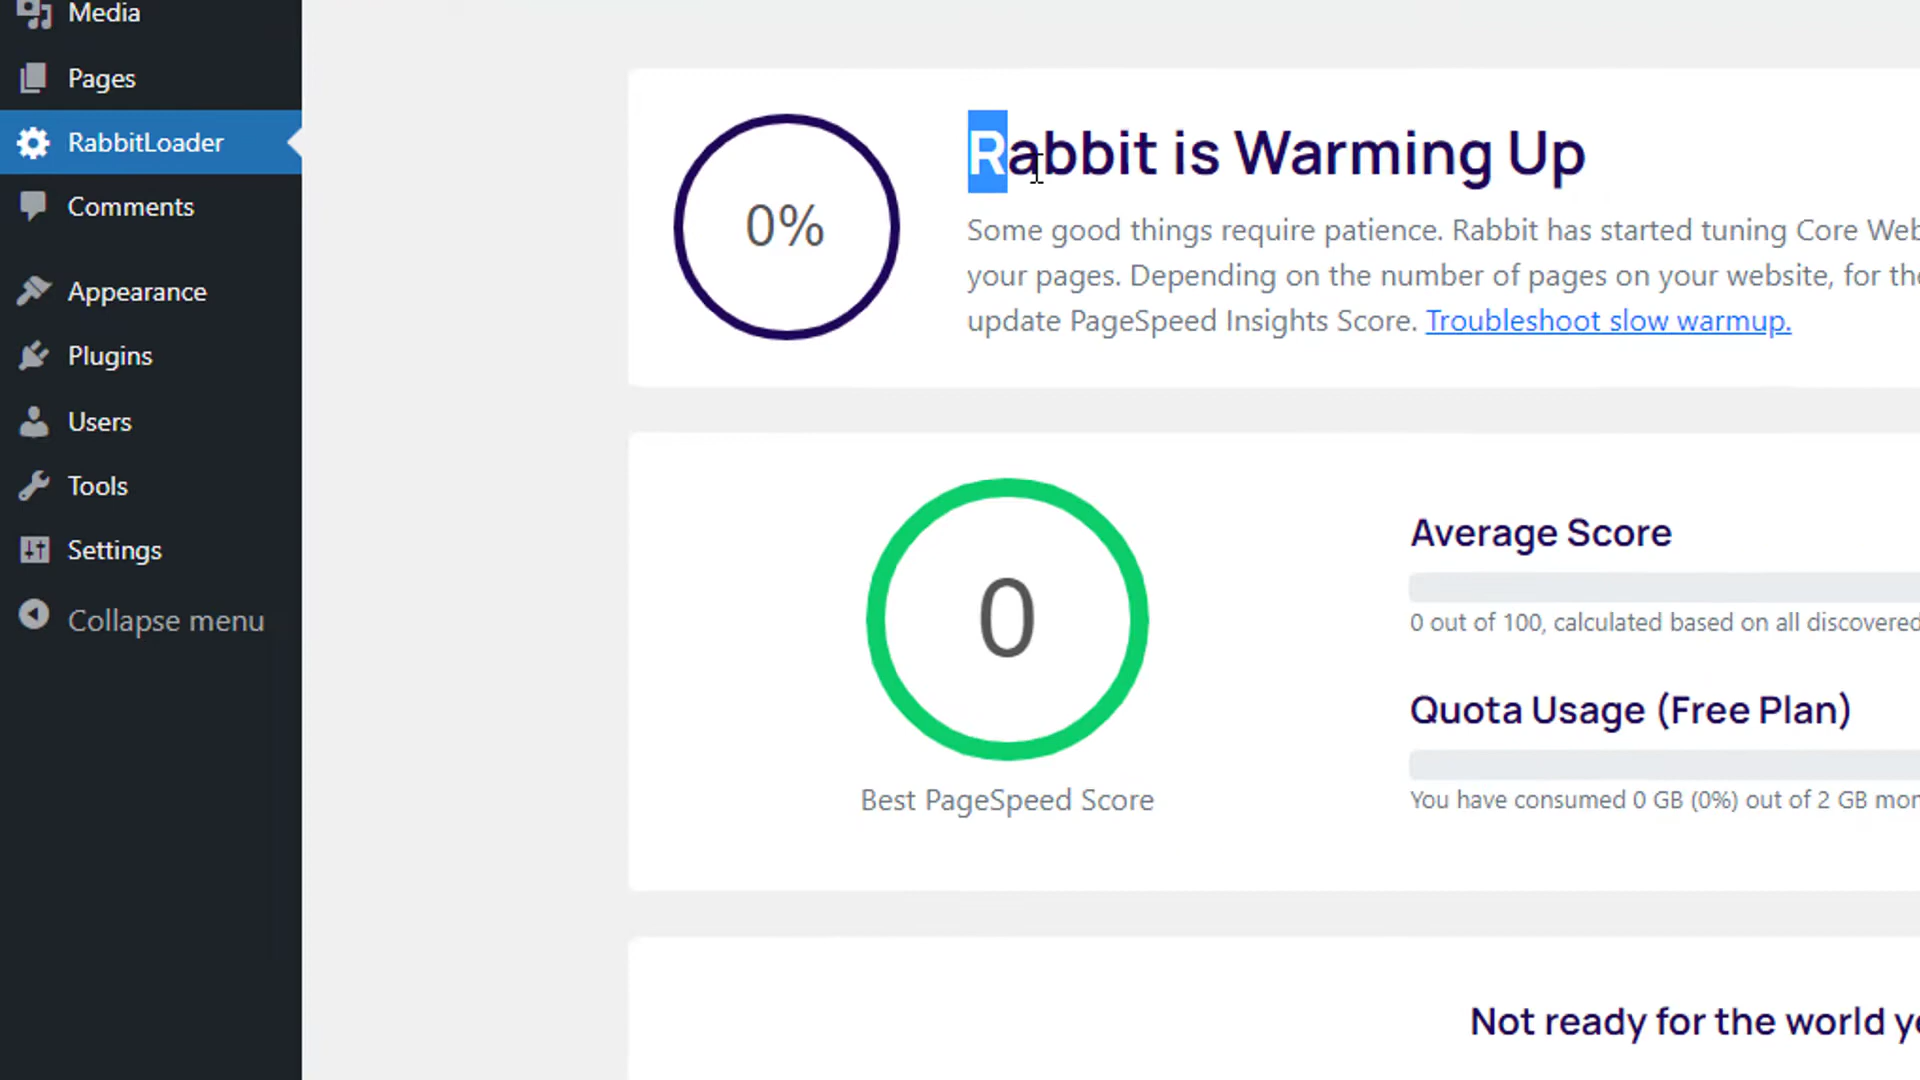 Media
Pages
RabbitLoader
Comments
Appearance
Plugins
Users
Tools
Settings
Collapse menu
0%
Rabbit is Warming Up
Some good things require patience. Rabbit has started tuning Core Web
your pages. Depending on the number of pages on your website, for the
update PageSpeed Insights Score. Troubleshoot slow warmup.
0
Best PageSpeed Score
Average Score
0 out of 100, calculated based on all discovered
Quota Usage (Free Plan)
You have consumed 0 GB (0%) out of 2 GB mon
Not ready for the world